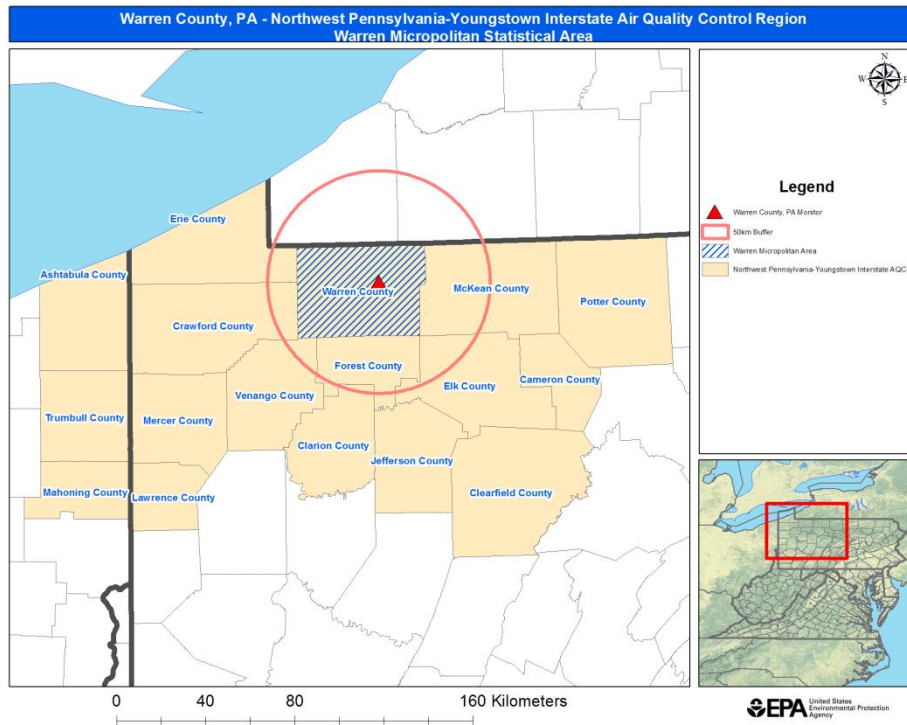 Warren County, PA - Northwest Pennsylvania-Youngstown Interstate Air Quality Control Region
Warren Micropolitan Statistical Area
N
W
E
S
Legend
Warren County, PA Monitor
50km Buffer
Warren Micropolitan Area
Northwest Pennsylvania-Youngstown Interstate AQC
Erie County
Ashtabula County
Warren County
McKean County
Potter County
Crawford County
Forest County
Elk County
Cameron County
Venango County
Trumbull County
Mercer County
Clarion County
Jefferson County
Mahoning County
Lawrence County
Clearfield County
0 40 80 160 Kilometers
EPA
United States
Environmental Protection
Agency